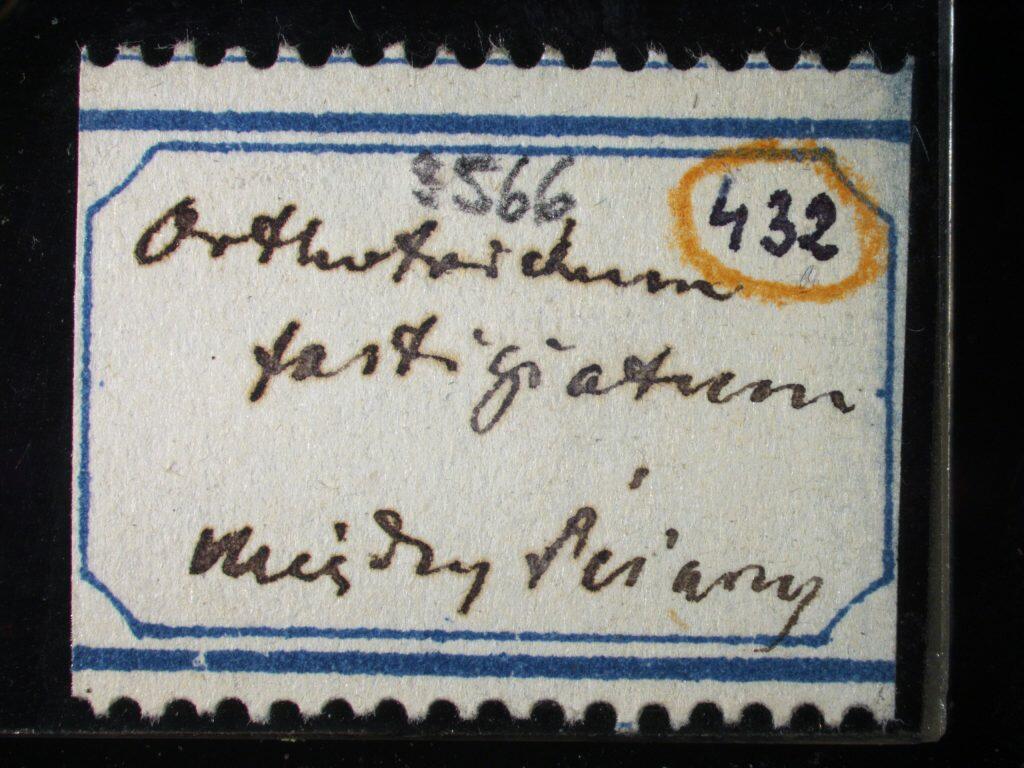 3566
432
Orthotrichum
fastigiatum
Między Ściany